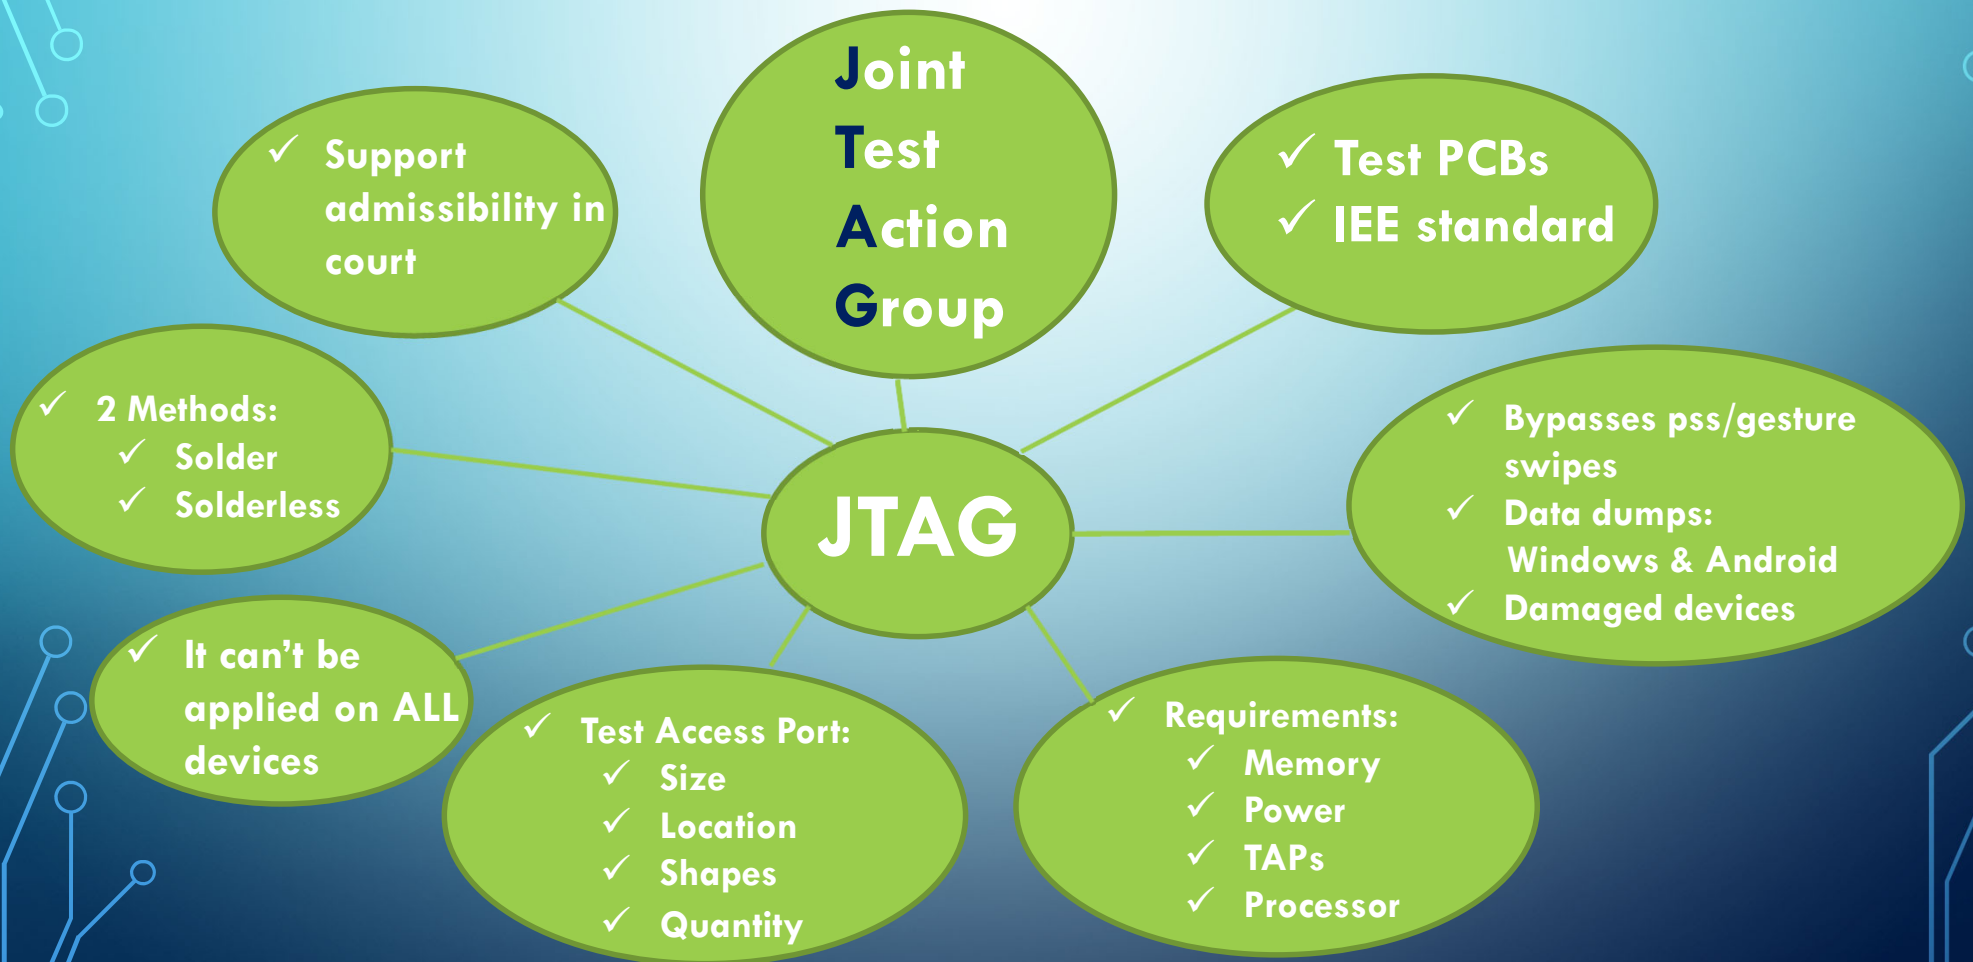 Joint
Test
Action
Group
✓ Support
admissibility in
court
✓ Test PCBs
✓ IEE standard
✓ 2 Methods:
✓ Solder
✓ Solderless
JTAG
✓ Bypasses pss/gesture
swipes
✓ Data dumps:
Windows & Android
✓ Damaged devices
✓ It can't be
applied on ALL
devices
✓ Test Access Port:
✓ Size
✓ Location
✓ Shapes
✓ Quantity
✓ Requirements:
✓ Memory
✓ Power
✓ TAPs
✓ Processor